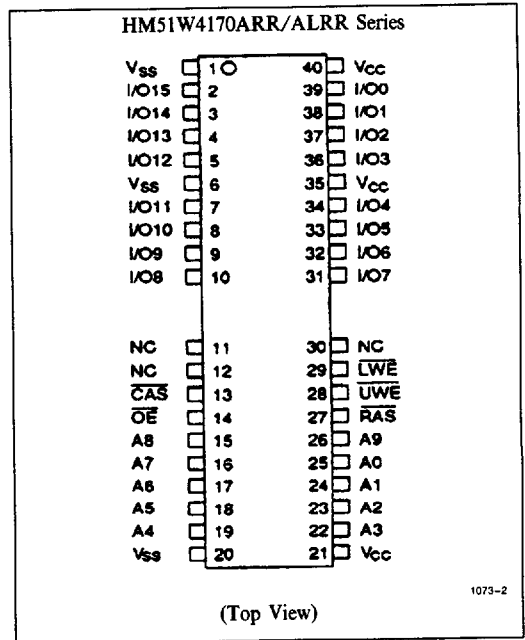 HM51W4170ARR/ALRR Series
VSS 1 40 VCC
I/O15 2 39 I/O0
I/O14 3 38 I/O1
I/O13 4 37 I/O2
I/O12 5 36 I/O3
VSS 6 35 VCC
I/O11 7 34 I/O4
I/O10 8 33 I/O5
I/O9 9 32 I/O6
I/O8 10 31 I/O7
NC 11 30 NC
NC 12 29 LWE
CAS 13 28 UWE
OE 14 27 RAS
A8 15 26 A9
A7 16 25 A0
A6 17 24 A1
A5 18 23 A2
A4 19 22 A3
VSS 20 21 VCC
1073-2
(Top View)